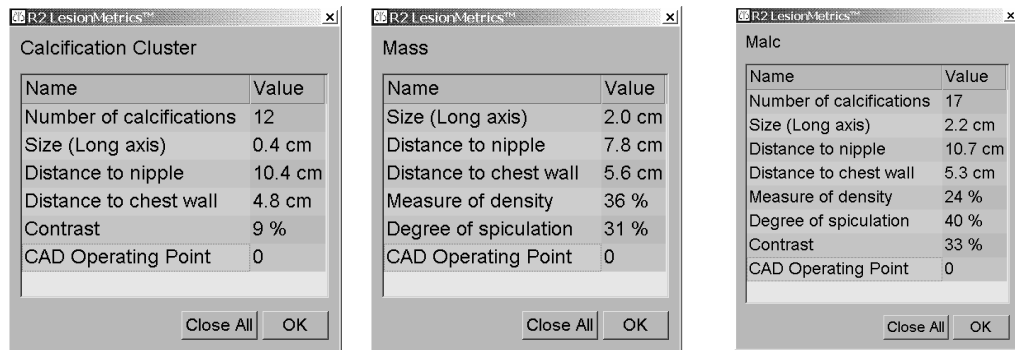 R2 LesionMetrics™
Calcification Cluster
Name Value
Number of calcifications 12
Size (Long axis) 0.4 cm
Distance to nipple 10.4 cm
Distance to chest wall 4.8 cm
Contrast 9 %
CAD Operating Point 0
Close All OK
R2 LesionMetrics™
Mass
Name Value
Size (Long axis) 2.0 cm
Distance to nipple 7.8 cm
Distance to chest wall 5.6 cm
Measure of density 36 %
Degree of spiculation 31 %
CAD Operating Point 0
Close All OK
R2 LesionMetrics™
Malc
Name Value
Number of calcifications 17
Size (Long axis) 2.2 cm
Distance to nipple 10.7 cm
Distance to chest wall 5.3 cm
Measure of density 24 %
Degree of spiculation 40 %
Contrast 33 %
CAD Operating Point 0
Close All OK